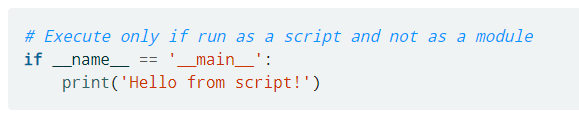 # Execute only if run as a script and not as a module
if __name__ == '__main__':
    print('Hello from script!')